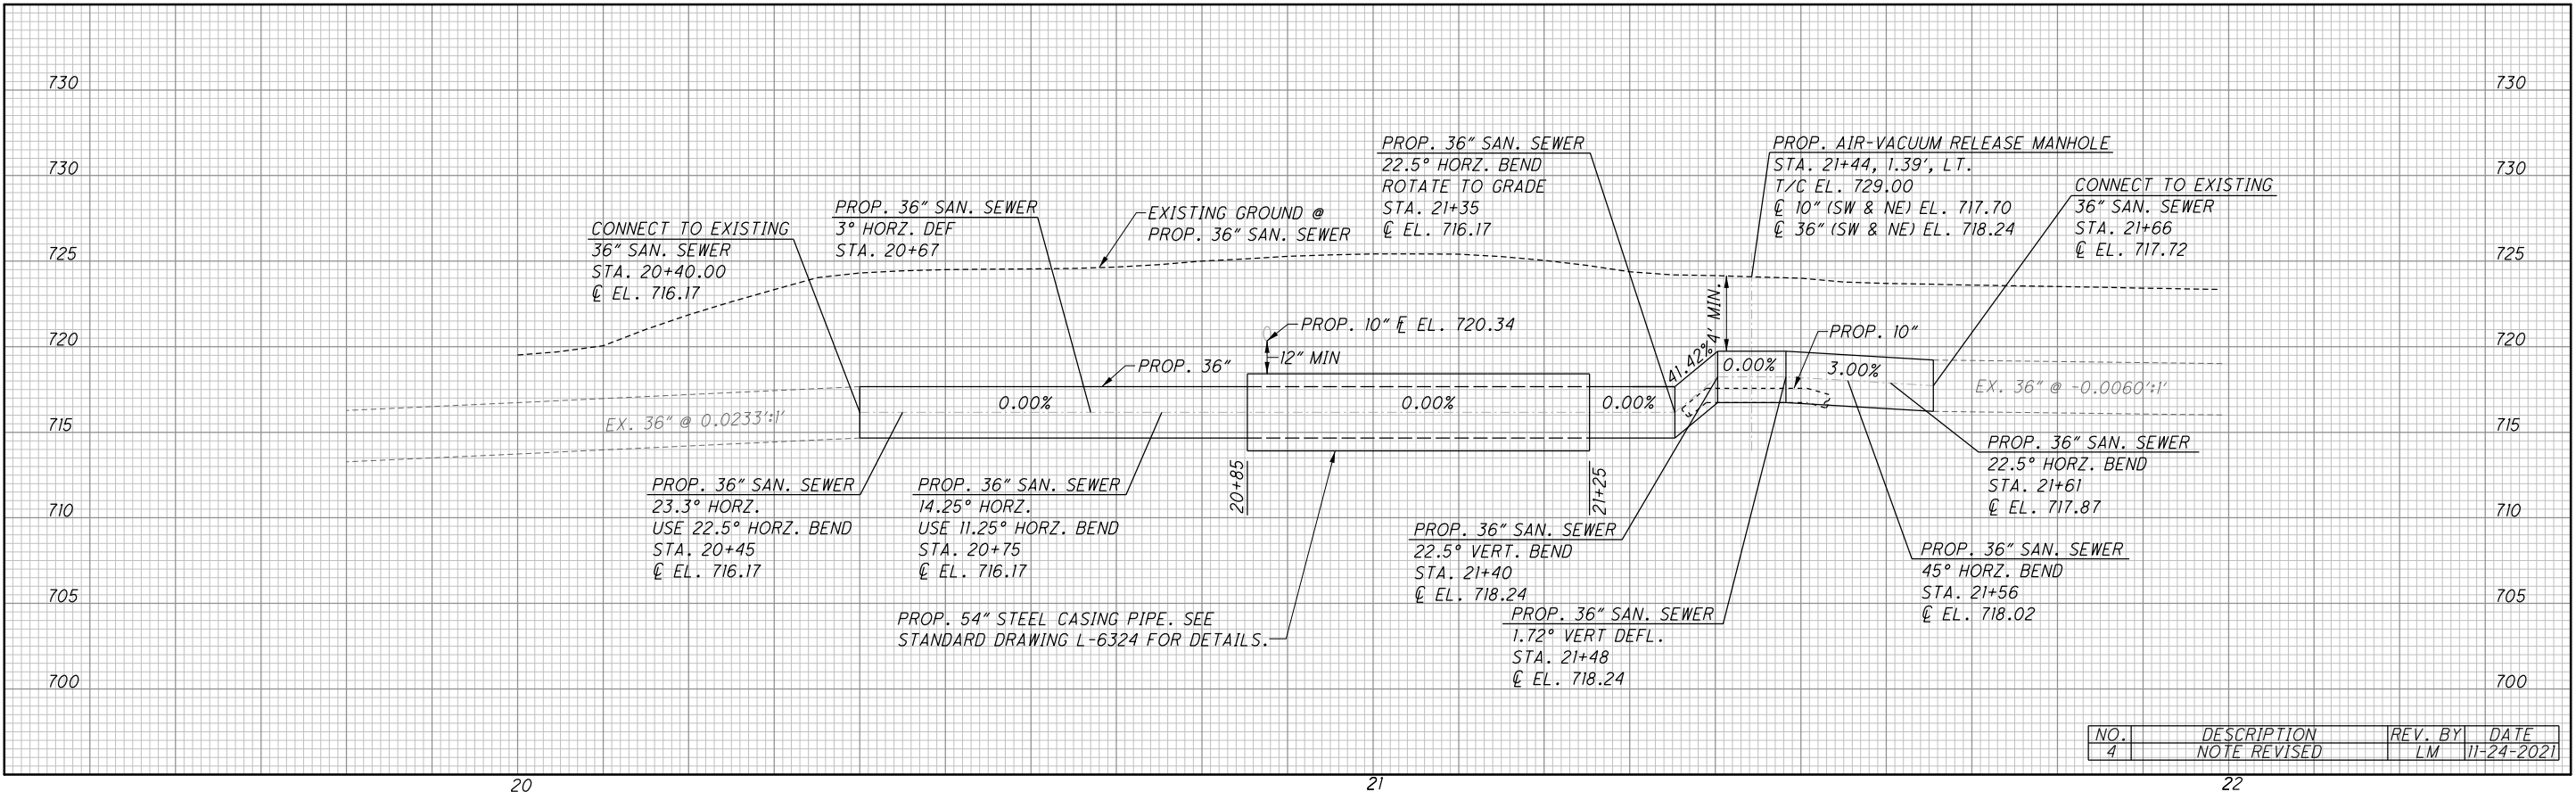 730
730
725
720
715
710
705
700
CONNECT TO EXISTING
36" SAN. SEWER
STA. 20+40.00
℄ EL. 716.17
PROP. 36" SAN. SEWER
3° HORZ. DEF
STA. 20+67
EXISTING GROUND @
PROP. 36" SAN. SEWER
PROP. 36" SAN. SEWER
22.5° HORZ. BEND
ROTATE TO GRADE
STA. 21+35
℄ EL. 716.17
PROP. AIR-VACUUM RELEASE MANHOLE
STA. 21+44, 1.39', LT.
T/C EL. 729.00
℄ 10" (SW & NE) EL. 717.70
℄ 36" (SW & NE) EL. 718.24
CONNECT TO EXISTING
36" SAN. SEWER
STA. 21+66
℄ EL. 717.72
PROP. 10" EL. 720.34
12" MIN
PROP. 36"
4' MIN.
PROP. 10"
41.42%
0.00%
0.00%
0.00%
0.00%
3.00%
EX. 36" @ 0.0233':1'
EX. 36" @ -0.0060':1'
PROP. 36" SAN. SEWER
23.3° HORZ.
USE 22.5° HORZ. BEND
STA. 20+45
℄ EL. 716.17
PROP. 36" SAN. SEWER
14.25° HORZ.
USE 11.25° HORZ. BEND
STA. 20+75
℄ EL. 716.17
20+85
21+25
PROP. 54" STEEL CASING PIPE. SEE
STANDARD DRAWING L-6324 FOR DETAILS.
PROP. 36" SAN. SEWER
22.5° VERT. BEND
STA. 21+40
℄ EL. 718.24
PROP. 36" SAN. SEWER
1.72° VERT DEFL.
STA. 21+48
℄ EL. 718.24
PROP. 36" SAN. SEWER
45° HORZ. BEND
STA. 21+56
℄ EL. 718.02
PROP. 36" SAN. SEWER
22.5° HORZ. BEND
STA. 21+61
℄ EL. 717.87
730
730
725
720
715
710
705
700
NO. DESCRIPTION REV. BY DATE
4 NOTE REVISED LM 11-24-2021
20 21 22